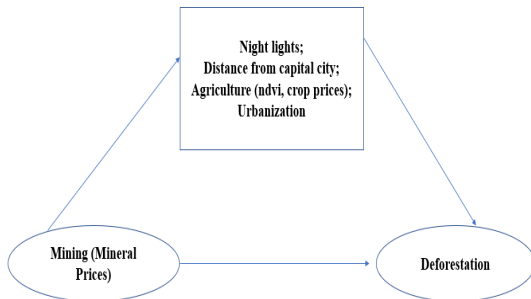 Night lights;
Distance from capital city;
Agriculture (ndvi, crop prices);
Urbanization
Mining (Mineral
Prices)
Deforestation